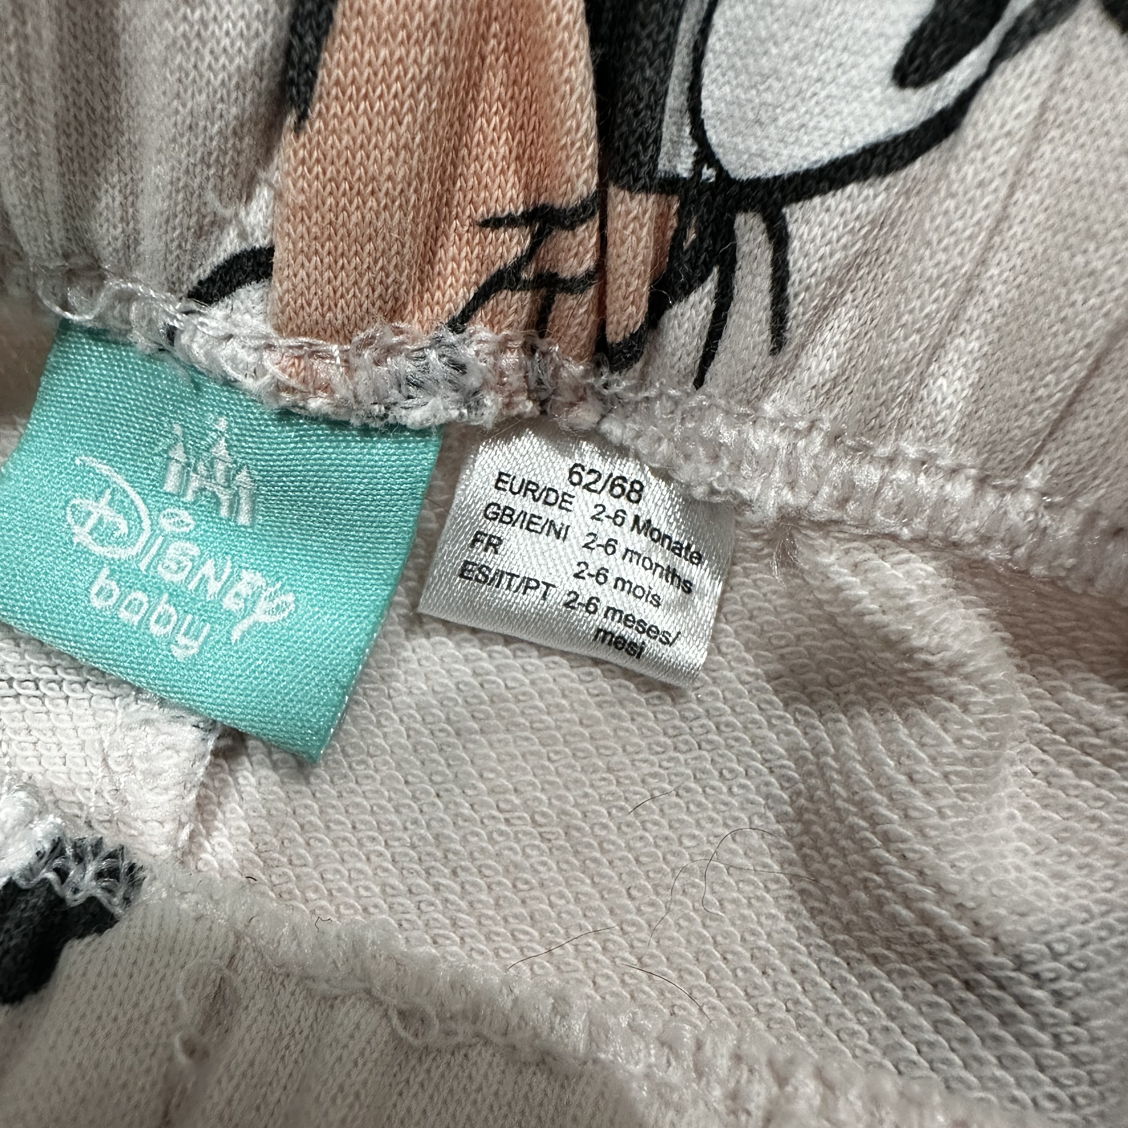 Disney
baby
62/68
EUR/DE 2-6 Monate
GB/IE/NI 2-6 months
FR 2-6 mois
ES/IT/PT 2-6 meses/
mesi